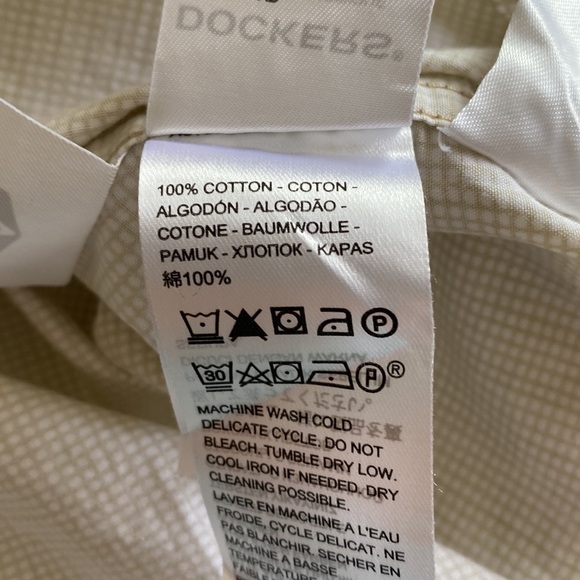 DOCKERS®
100% COTTON - COTON -
ALGODÓN - ALGODÃO -
COTONE - BAUMWOLLE -
PAMUK - ХЛОПОК - KAPAS
綿100%
P
30 P ®
MACHINE WASH COLD
DELICATE CYCLE. DO NOT
BLEACH. TUMBLE DRY LOW.
COOL IRON IF NEEDED. DRY
CLEANING POSSIBLE.
LAVER EN MACHINE A L'EAU
FROIDE, CYCLE DELICAT. NE
PAS BLANCHIR. SECHER EN
MACHINE A BASSE
TEMPERATURE